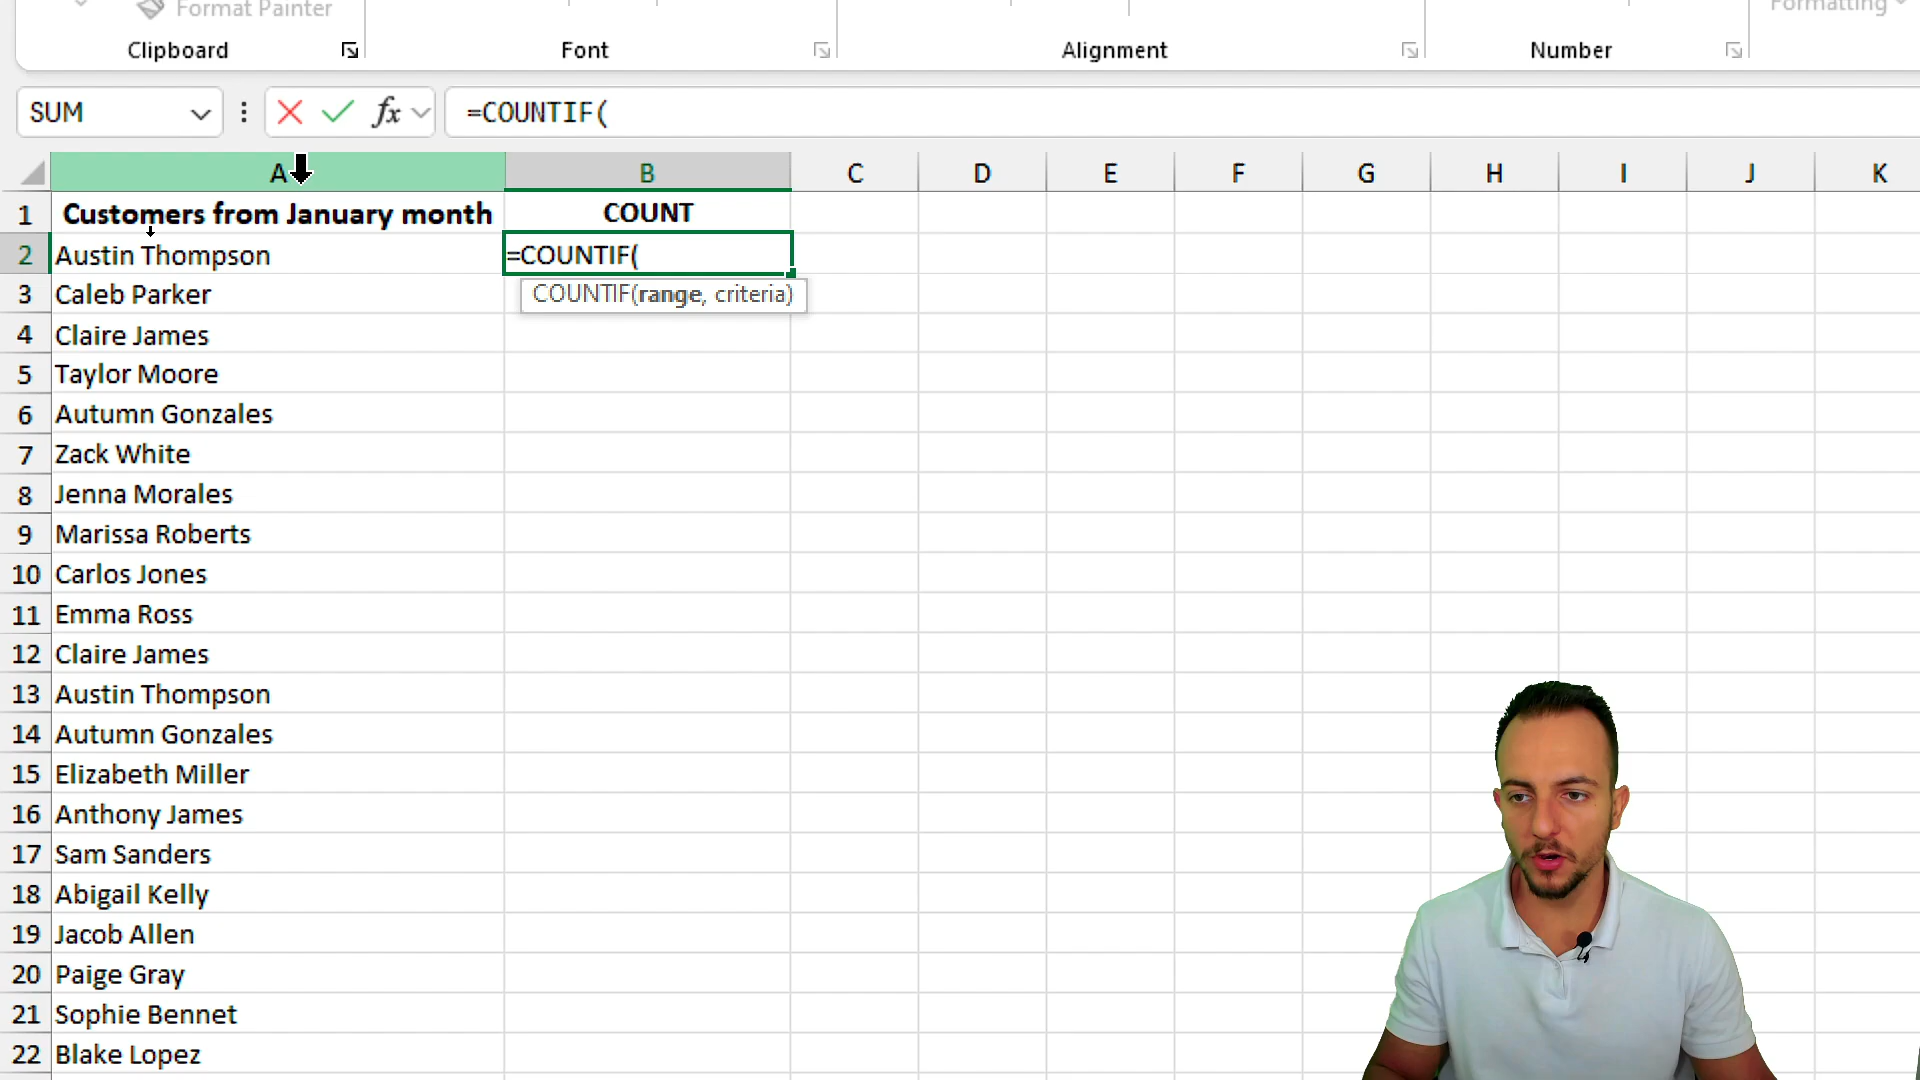 Format Painter
Formatting
Clipboard Font Alignment Number
SUM fx =COUNTIF(
A B C D E F G H I J K
1 Customers from January month COUNT
2 Austin Thompson =COUNTIF(
COUNTIF(range, criteria)
3 Caleb Parker
4 Claire James
5 Taylor Moore
6 Autumn Gonzales
7 Zack White
8 Jenna Morales
9 Marissa Roberts
10 Carlos Jones
11 Emma Ross
12 Claire James
13 Austin Thompson
14 Autumn Gonzales
15 Elizabeth Miller
16 Anthony James
17 Sam Sanders
18 Abigail Kelly
19 Jacob Allen
20 Paige Gray
21 Sophie Bennet
22 Blake Lopez